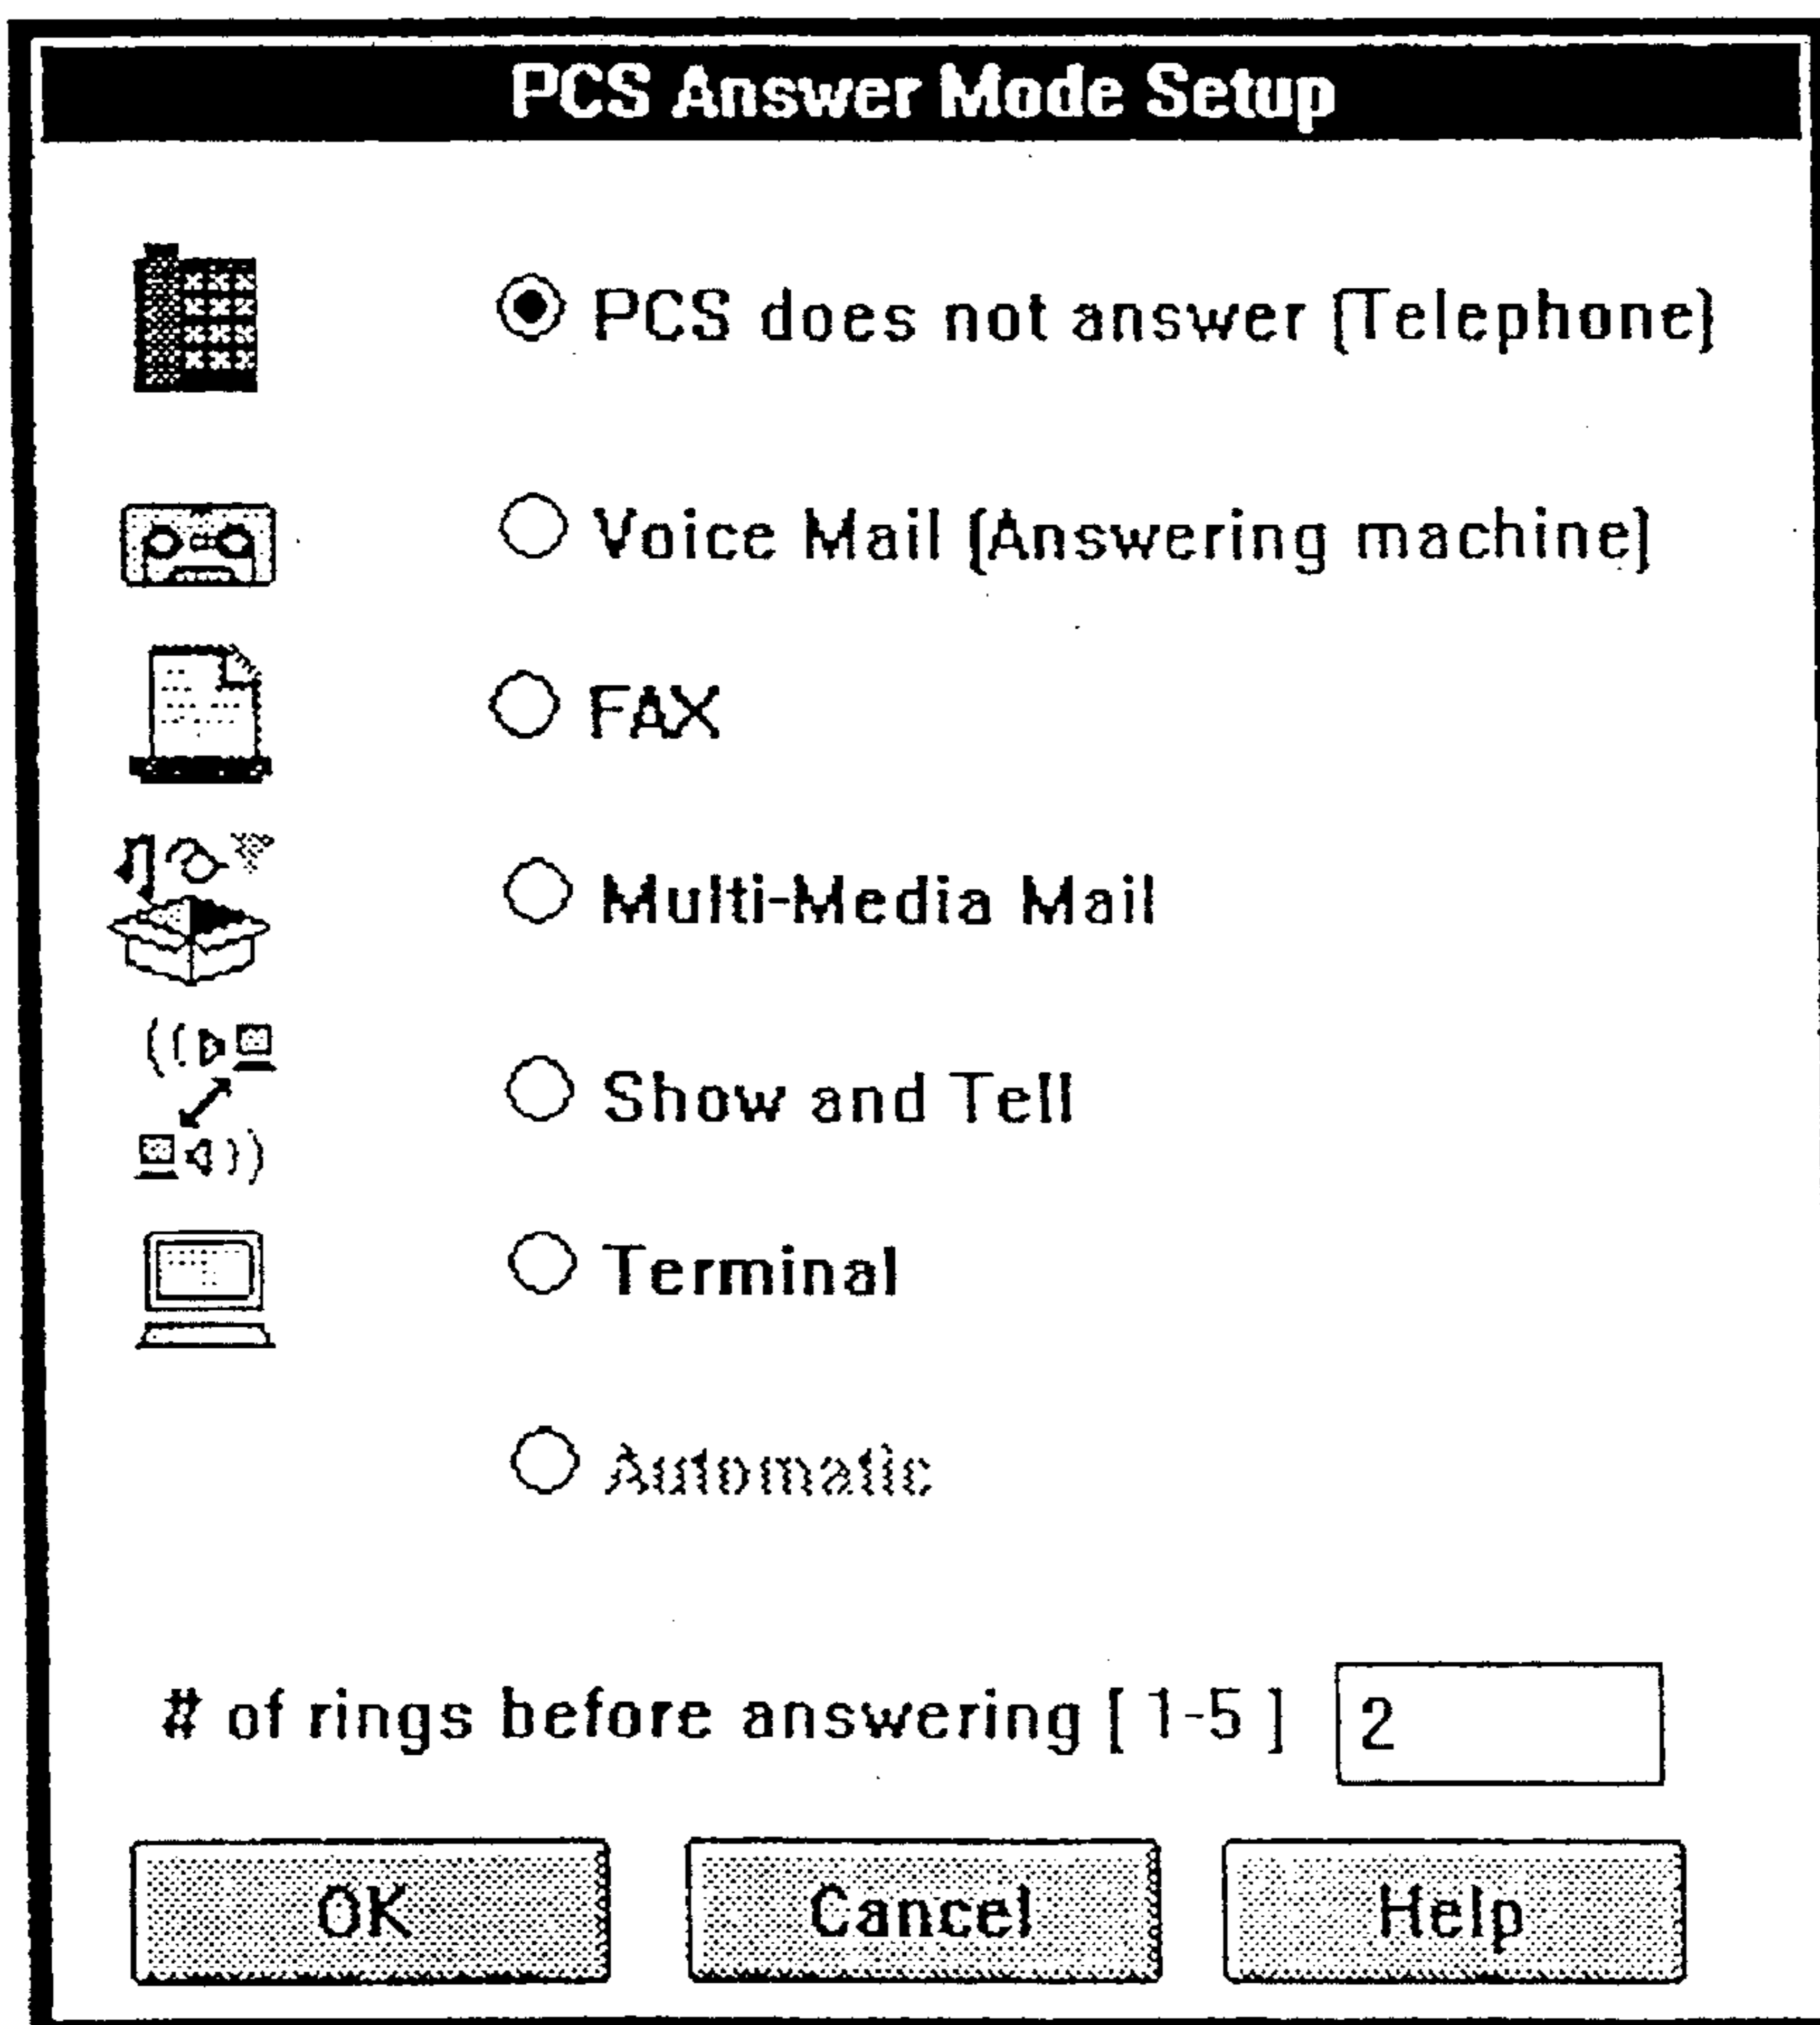 PCS Answer Mode Setup
PCS does not answer (Telephone)
Voice Mail (Answering machine)
FAX
Multi-Media Mail
Show and Tell
Terminal
Automatic
# of rings before answering [ 1-5 ] 2
OK Cancel Help